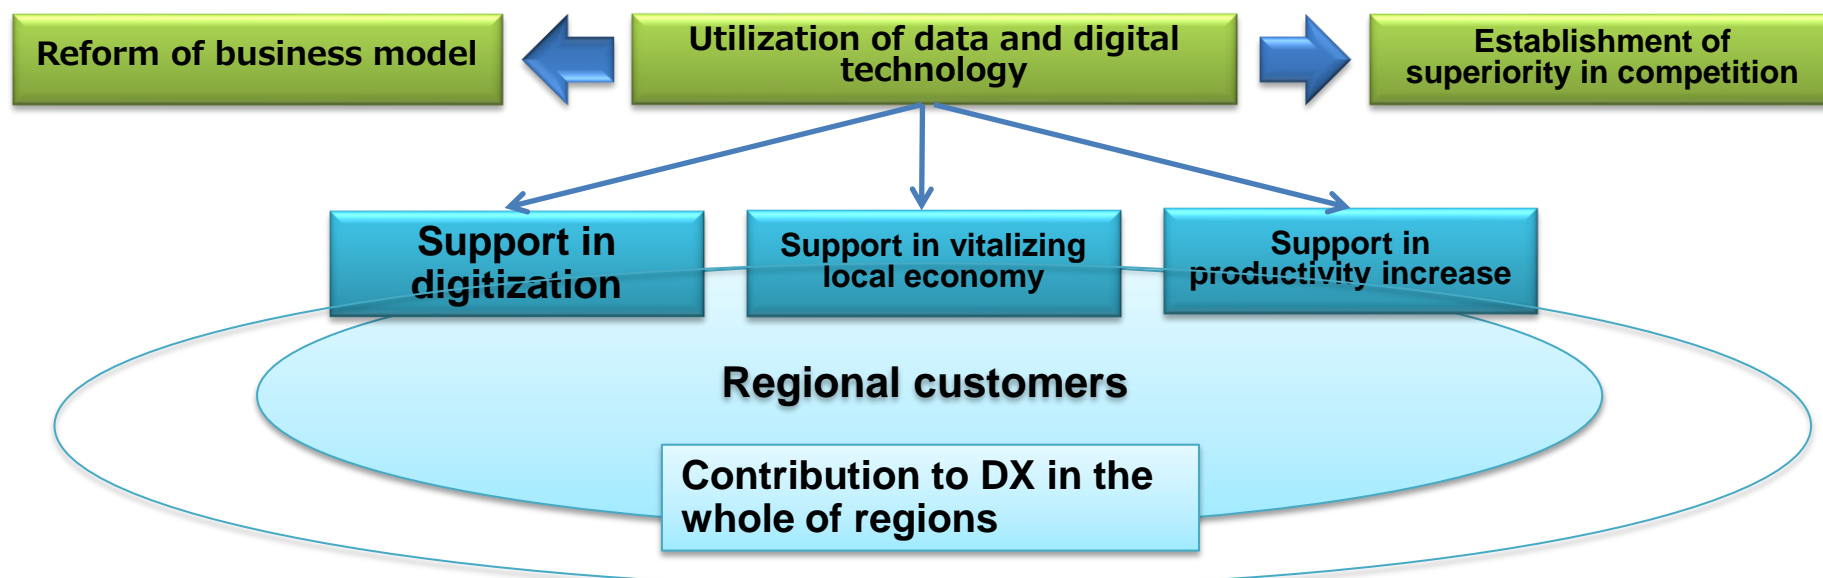 Reform of business model
Utilization of data and digital
technology
Establishment of
superiority in competition
Support in
digitization
Support in vitalizing
local economy
Support in
productivity increase
Regional customers
Contribution to DX in the
whole of regions